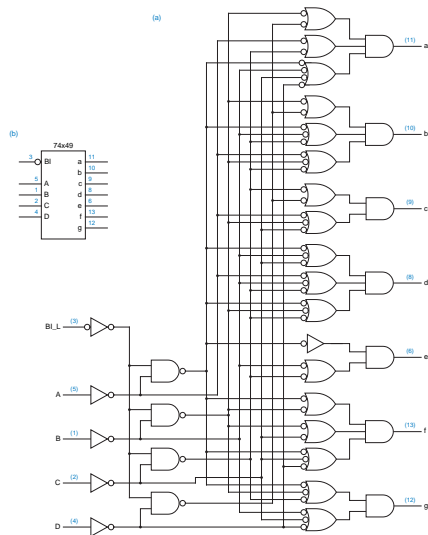 (a)
(11) a
(10) b
(9) c
(8) d
(6) e
(13) f
(12) g
(b)
74x49
3 BI a 11
b 10
5 A c 9
1 B d 8
2 C e 6
4 D f 13
g 12
BI_L (3)
A (5)
B (1)
C (2)
D (4)